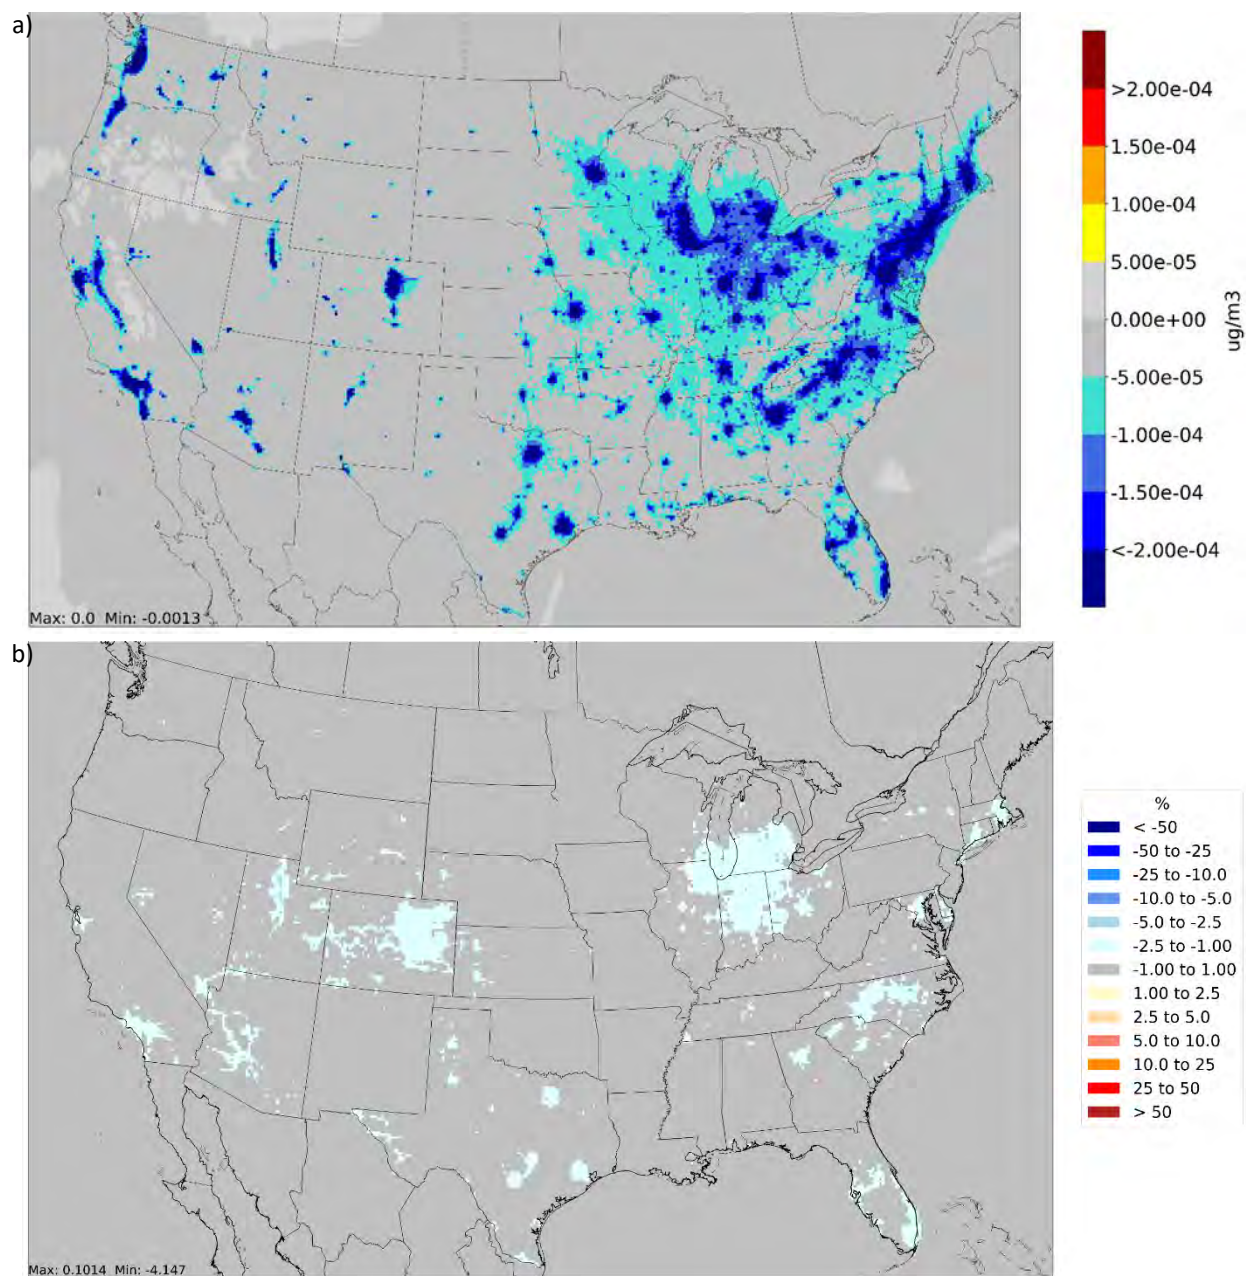 a)
>2.00e-04
1.50e-04
1.00e-04
5.00e-05
0.00e+00
-5.00e-05
-1.00e-04
-1.50e-04
<-2.00e-04
ug/m3
Max: 0.0 Min: -0.0013
b)
%
< -50
-50 to -25
-25 to -10.0
-10.0 to -5.0
-5.0 to -2.5
-2.5 to -1.00
-1.00 to 1.00
1.00 to 2.5
2.5 to 5.0
5.0 to 10.0
10.0 to 25
25 to 50
> 50
Max: 0.1014 Min: -4.147